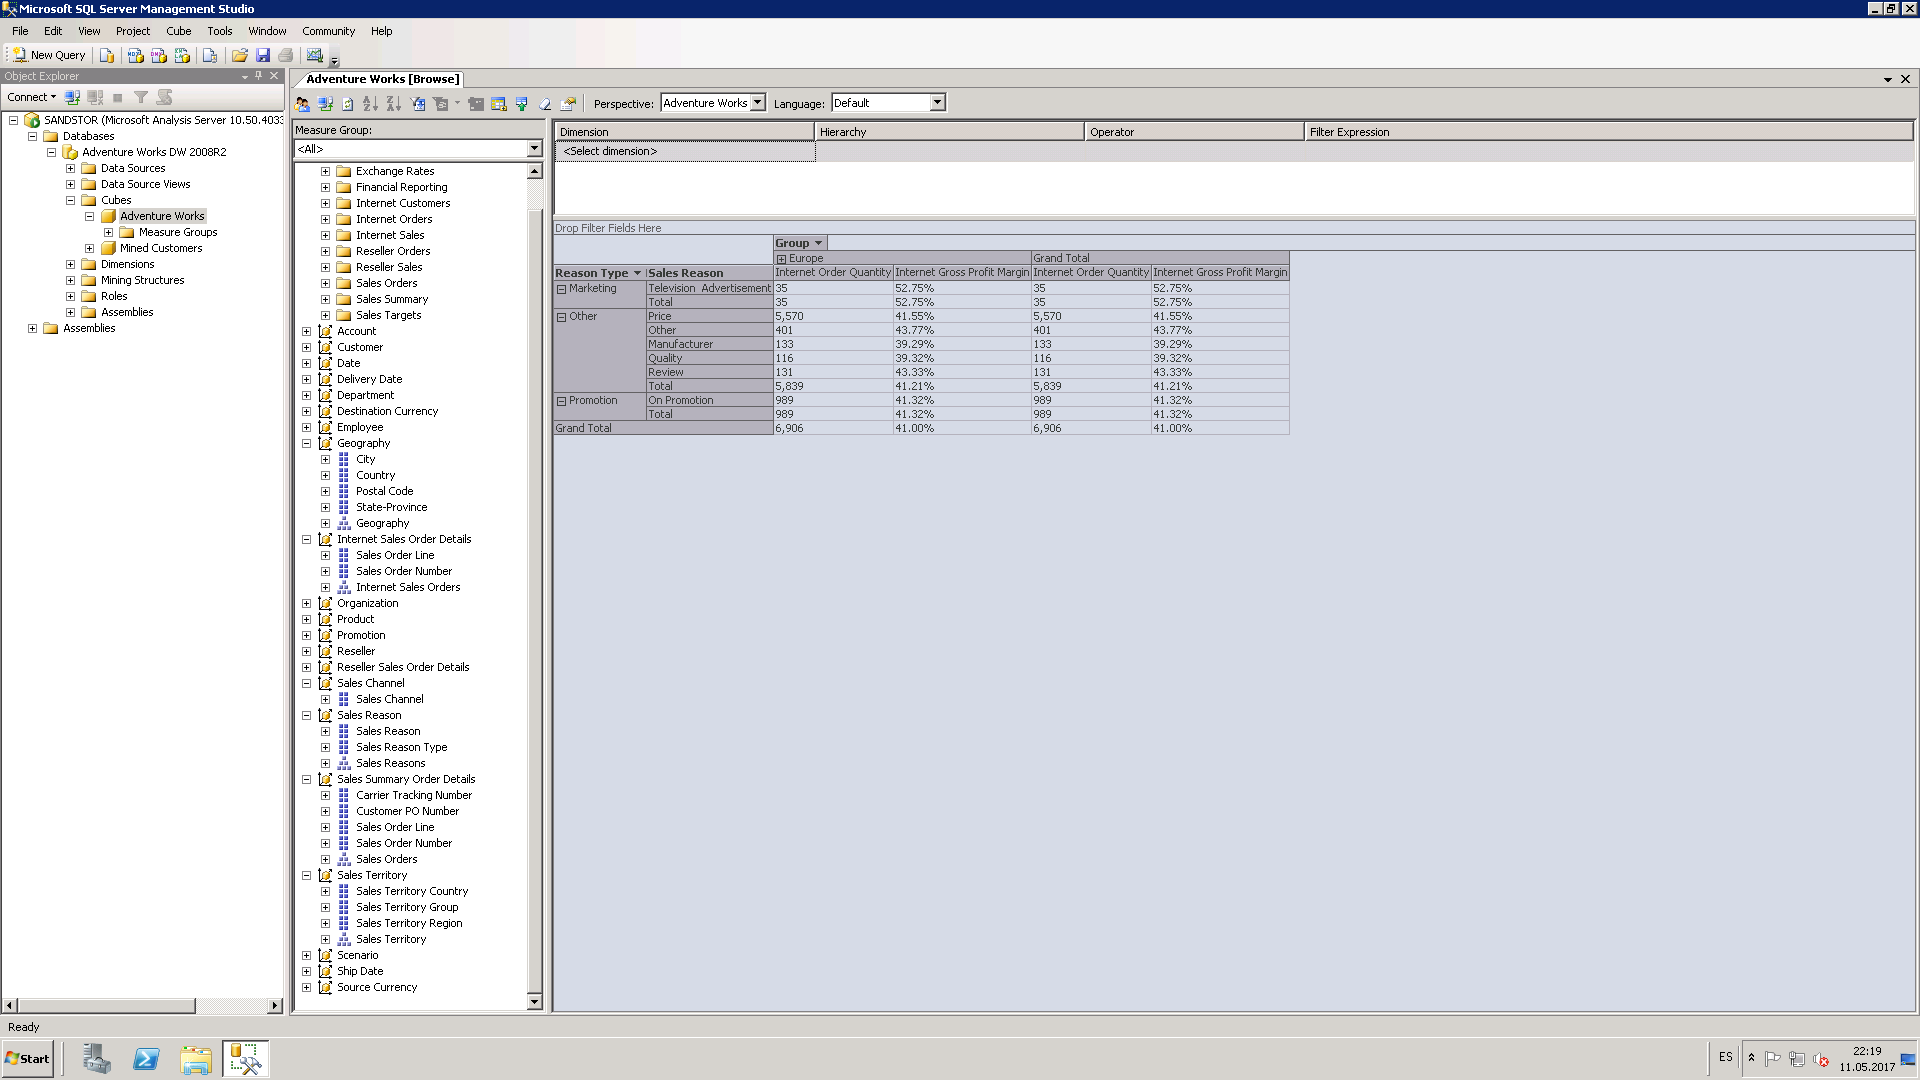 Microsoft SQL Server Management Studio
File Edit View Project Cube Tools Window Community Help
New Query
Object Explorer
Connect
SANDSTOR (Microsoft Analysis Server 10.50.4033
Databases
Adventure Works DW 2008R2
Data Sources
Data Source Views
Cubes
Adventure Works
Measure Groups
Mined Customers
Dimensions
Mining Structures
Roles
Assemblies
Assemblies
Adventure Works [Browse]
Perspective: Adventure Works Language: Default
Measure Group:
<All>
Exchange Rates
Financial Reporting
Internet Customers
Internet Orders
Internet Sales
Reseller Orders
Reseller Sales
Sales Orders
Sales Summary
Sales Targets
Account
Customer
Date
Delivery Date
Department
Destination Currency
Employee
Geography
City
Country
Postal Code
State-Province
Geography
Internet Sales Order Details
Sales Order Line
Sales Order Number
Internet Sales Orders
Organization
Product
Promotion
Reseller
Reseller Sales Order Details
Sales Channel
Sales Channel
Sales Reason
Sales Reason
Sales Reason Type
Sales Reasons
Sales Summary Order Details
Carrier Tracking Number
Customer PO Number
Sales Order Line
Sales Order Number
Sales Orders
Sales Territory
Sales Territory Country
Sales Territory Group
Sales Territory Region
Sales Territory
Scenario
Ship Date
Source Currency
Dimension Hierarchy Operator Filter Expression
<Select dimension>
Drop Filter Fields Here
Group
Europe Grand Total
Reason Type Sales Reason Internet Order Quantity Internet Gross Profit Margin Internet Order Quantity Internet Gross Profit Margin
Marketing Television Advertisement 35 52.75% 35 52.75%
Total 35 52.75% 35 52.75%
Other Price 5,570 41.55% 5,570 41.55%
Other 401 43.77% 401 43.77%
Manufacturer 133 39.29% 133 39.29%
Quality 116 39.32% 116 39.32%
Review 131 43.33% 131 43.33%
Total 5,839 41.21% 5,839 41.21%
Promotion On Promotion 989 41.32% 989 41.32%
Total 989 41.32% 989 41.32%
Grand Total 6,906 41.00% 6,906 41.00%
Ready
Start
ES
22:19
11.05.2017